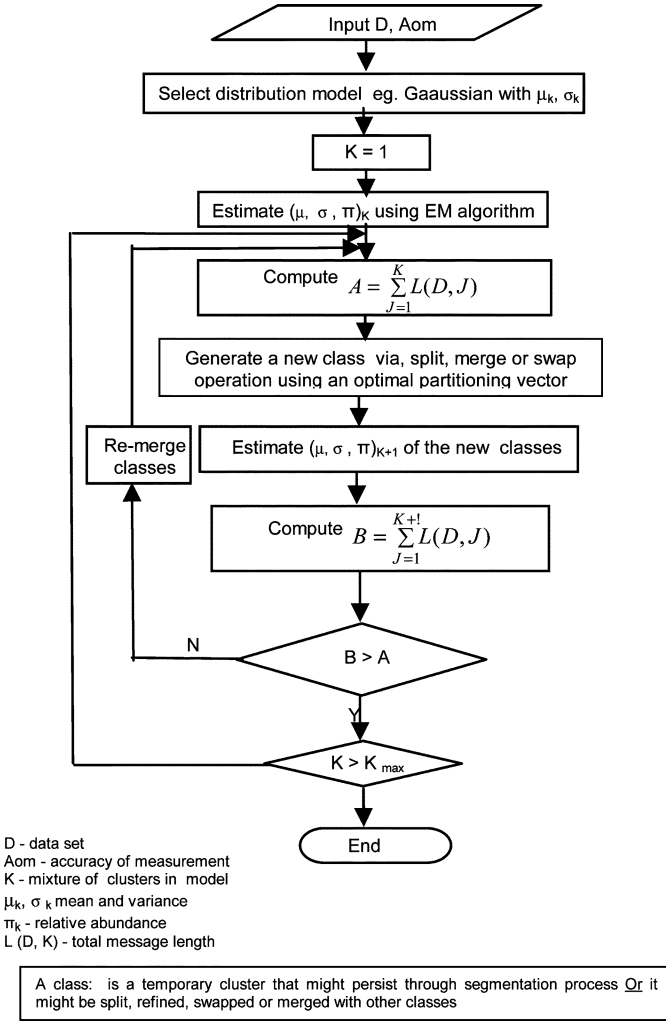 Input D, Aom
Select distribution model eg. Gaaussian with μk, σk
K = 1
Estimate (μ, σ, π)K using EM algorithm
Compute A = K∑J=1 L(D, J)
Generate a new class via, split, merge or swap
operation using an optimal partitioning vector
Re-merge
classes
Estimate (μ, σ, π)K+1 of the new classes
Compute B = K+!∑J=1 L(D, J)
N
B > A
Y
K > K max
End
D - data set
Aom - accuracy of measurement
K - mixture of clusters in model
μk, σ k mean and variance
πk - relative abundance
L (D, K) - total message length
A class: is a temporary cluster that might persist through segmentation process Or it
might be split, refined, swapped or merged with other classes